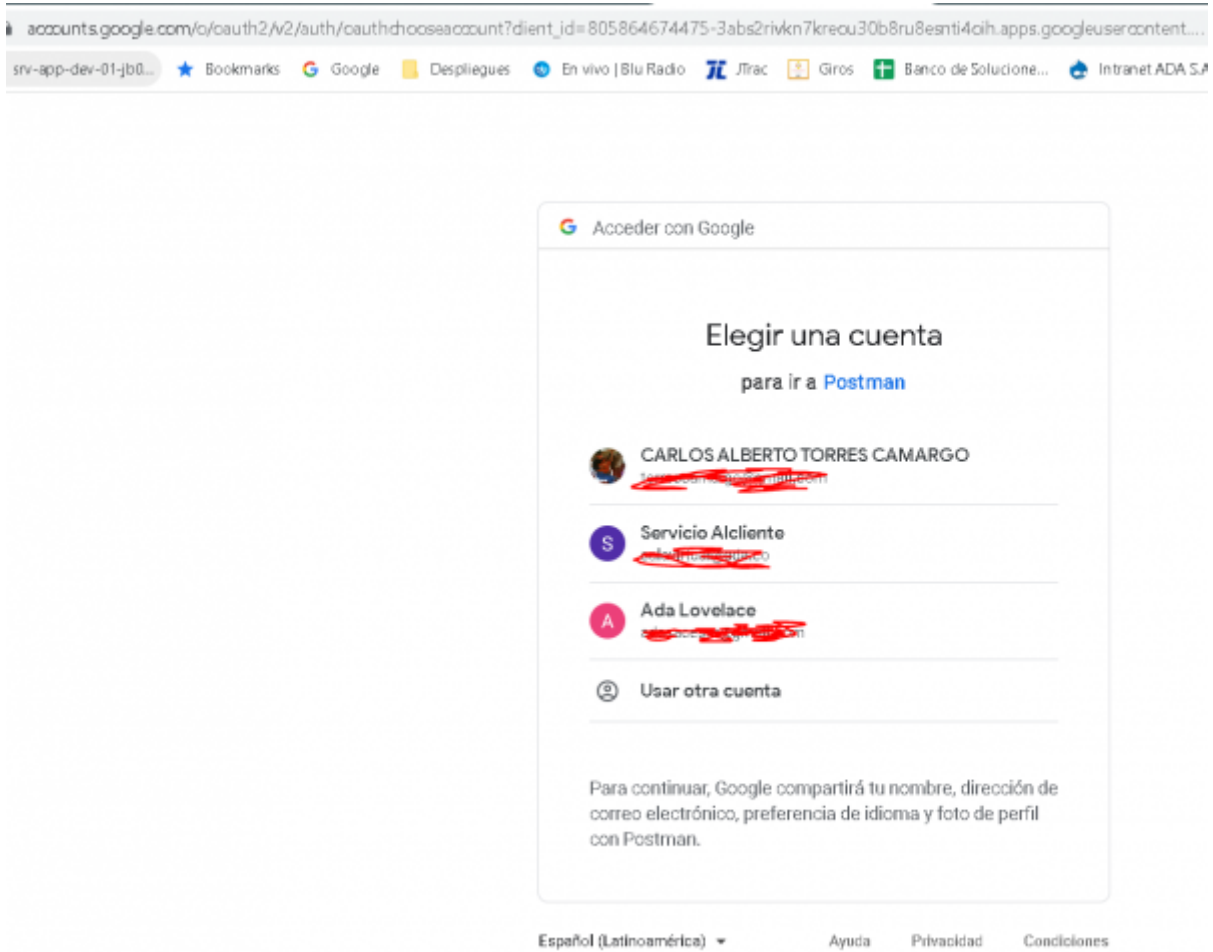 accounts.google.com/o/oauth2/v2/auth/oauthchooseaccount?client_id=805864674475-3abs2rivkn7kreou30b8ru8esnti4oih.apps.googleusercontent....
srv-app-dev-01-jb0... Bookmarks Google Despliegues En vivo | Blu Radio JTrac Giros Banco de Solucione... Intranet ADA S.A
Acceder con Google
Elegir una cuenta
para ir a Postman
CARLOS ALBERTO TORRES CAMARGO
S Servicio Alcliente
A Ada Lovelace
Usar otra cuenta
Para continuar, Google compartirá tu nombre, dirección de
correo electrónico, preferencia de idioma y foto de perfil
con Postman.
Español (Latinoamérica) Ayuda Privacidad Condiciones